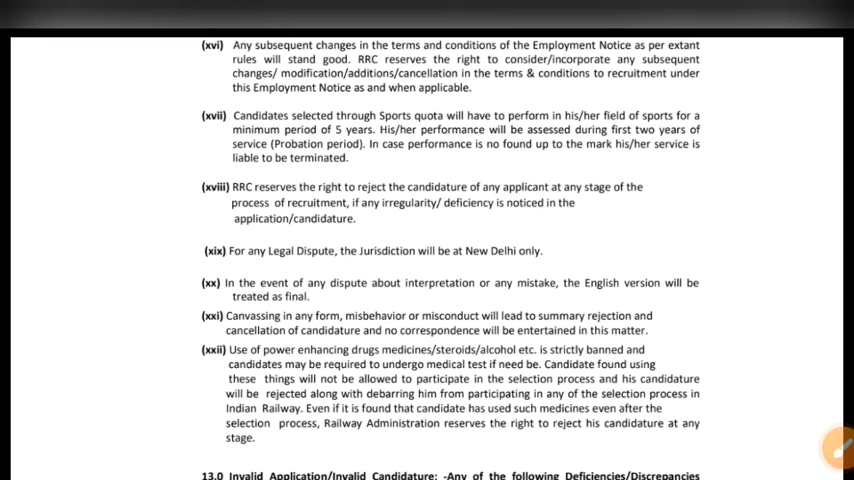 (xvi) Any subsequent changes in the terms and conditions of the Employment Notice as per extant
rules will stand good. RRC reserves the right to consider/incorporate any subsequent
changes/ modification/additions/cancellation in the terms & conditions to recruitment under
this Employment Notice as and when applicable.
(xvii) Candidates selected through Sports quota will have to perform in his/her field of sports for a
minimum period of 5 years. His/her performance will be assessed during first two years of
service (Probation period). In case performance is no found up to the mark his/her service is
liable to be terminated.
(xviii) RRC reserves the right to reject the candidature of any applicant at any stage of the
process of recruitment, if any irregularity/ deficiency is noticed in the
application/candidature.
(xix) For any Legal Dispute, the Jurisdiction will be at New Delhi only.
(xx) In the event of any dispute about interpretation or any mistake, the English version will be
treated as final.
(xxi) Canvassing in any form, misbehavior or misconduct will lead to summary rejection and
cancellation of candidature and no correspondence will be entertained in this matter.
(xxii) Use of power enhancing drugs medicines/steroids/alcohol etc. is strictly banned and
candidates may be required to undergo medical test if need be. Candidate found using
these things will not be allowed to participate in the selection process and his candidature
will be rejected along with debarring him from participating in any of the selection process in
Indian Railway. Even if it is found that candidate has used such medicines even after the
selection process, Railway Administration reserves the right to reject his candidature at any
stage.
13.0 Invalid Application/Invalid Candidature: -Any of the following Deficiencies/Discrepancies